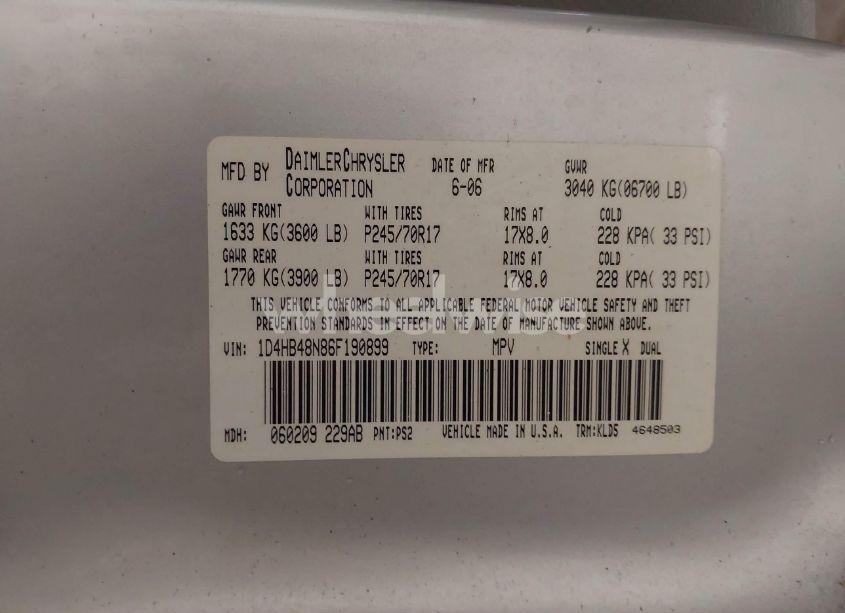 MFD BY DAIMLERCHRYSLER CORPORATION DATE OF MFR 6-06 GVWR 3040 KG(06700 LB)
GAWR FRONT WITH TIRES RIMS AT COLD
1633 KG(3600 LB) P245/70R17 17X8.0 228 KPA( 33 PSI)
GAWR REAR WITH TIRES RIMS AT COLD
1770 KG(3900 LB) P245/70R17 17X8.0 228 KPA( 33 PSI)
THIS VEHICLE CONFORMS TO ALL APPLICABLE FEDERAL MOTOR VEHICLE SAFETY AND THEFT
PREVENTION STANDARDS IN EFFECT ON THE DATE OF MANUFACTURE SHOWN ABOVE.
VIN: 1D4HB48N86F190899 TYPE: MPV SINGLE X DUAL
MDH: 060209 229AB PNT:PS2 VEHICLE MADE IN U.S.A. TRM:KLD5 4648503